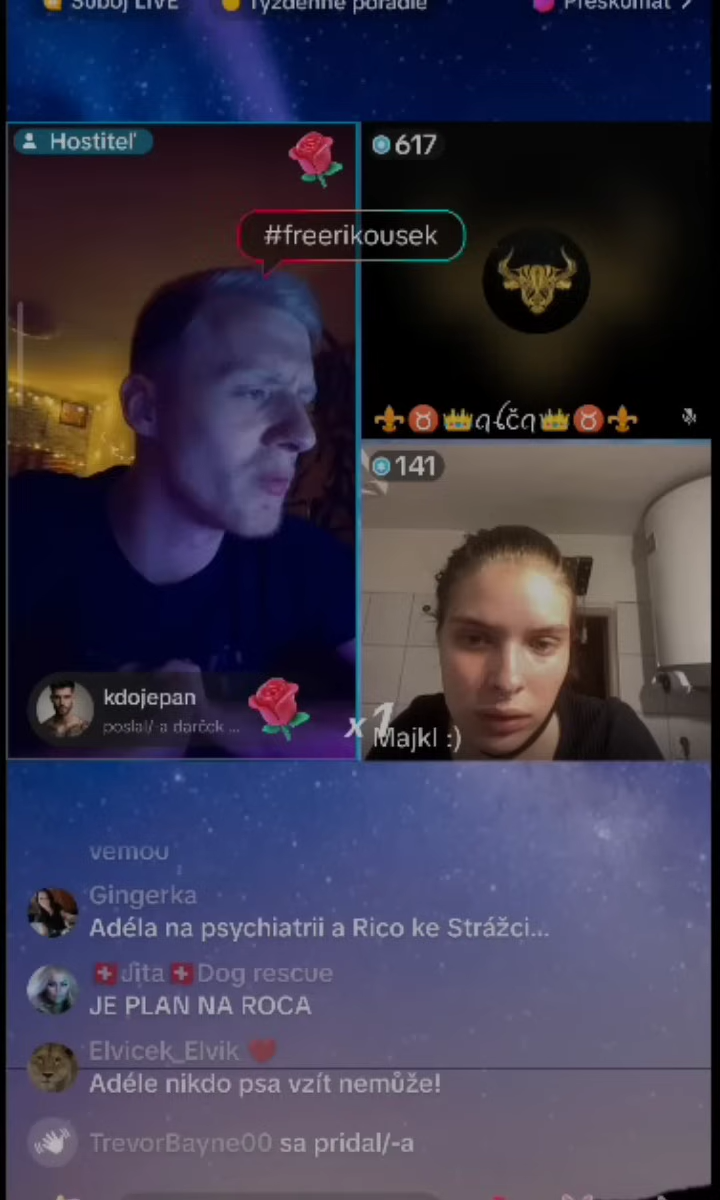 Súboj LIVE Týždenné poradie Preskúmať >
Hostiteľ
617
#freerikousek
141
kdojepan
poslal/-a darček ...
x1
Majkl :)
vemou
Gingerka
Adéla na psychiatrii a Rico ke Strážci...
Jita Dog rescue
JE PLAN NA ROCA
Elvicek_Elvik
Adéle nikdo psa vzít nemůže!
TrevorBayne00 sa pridal/-a